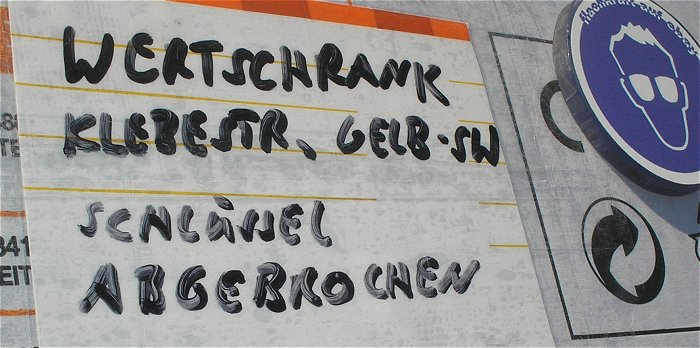 WERTSCHRANK
KLEBESTR. GELB-SW
SCHLÜSSEL
ABGEBROCHEN